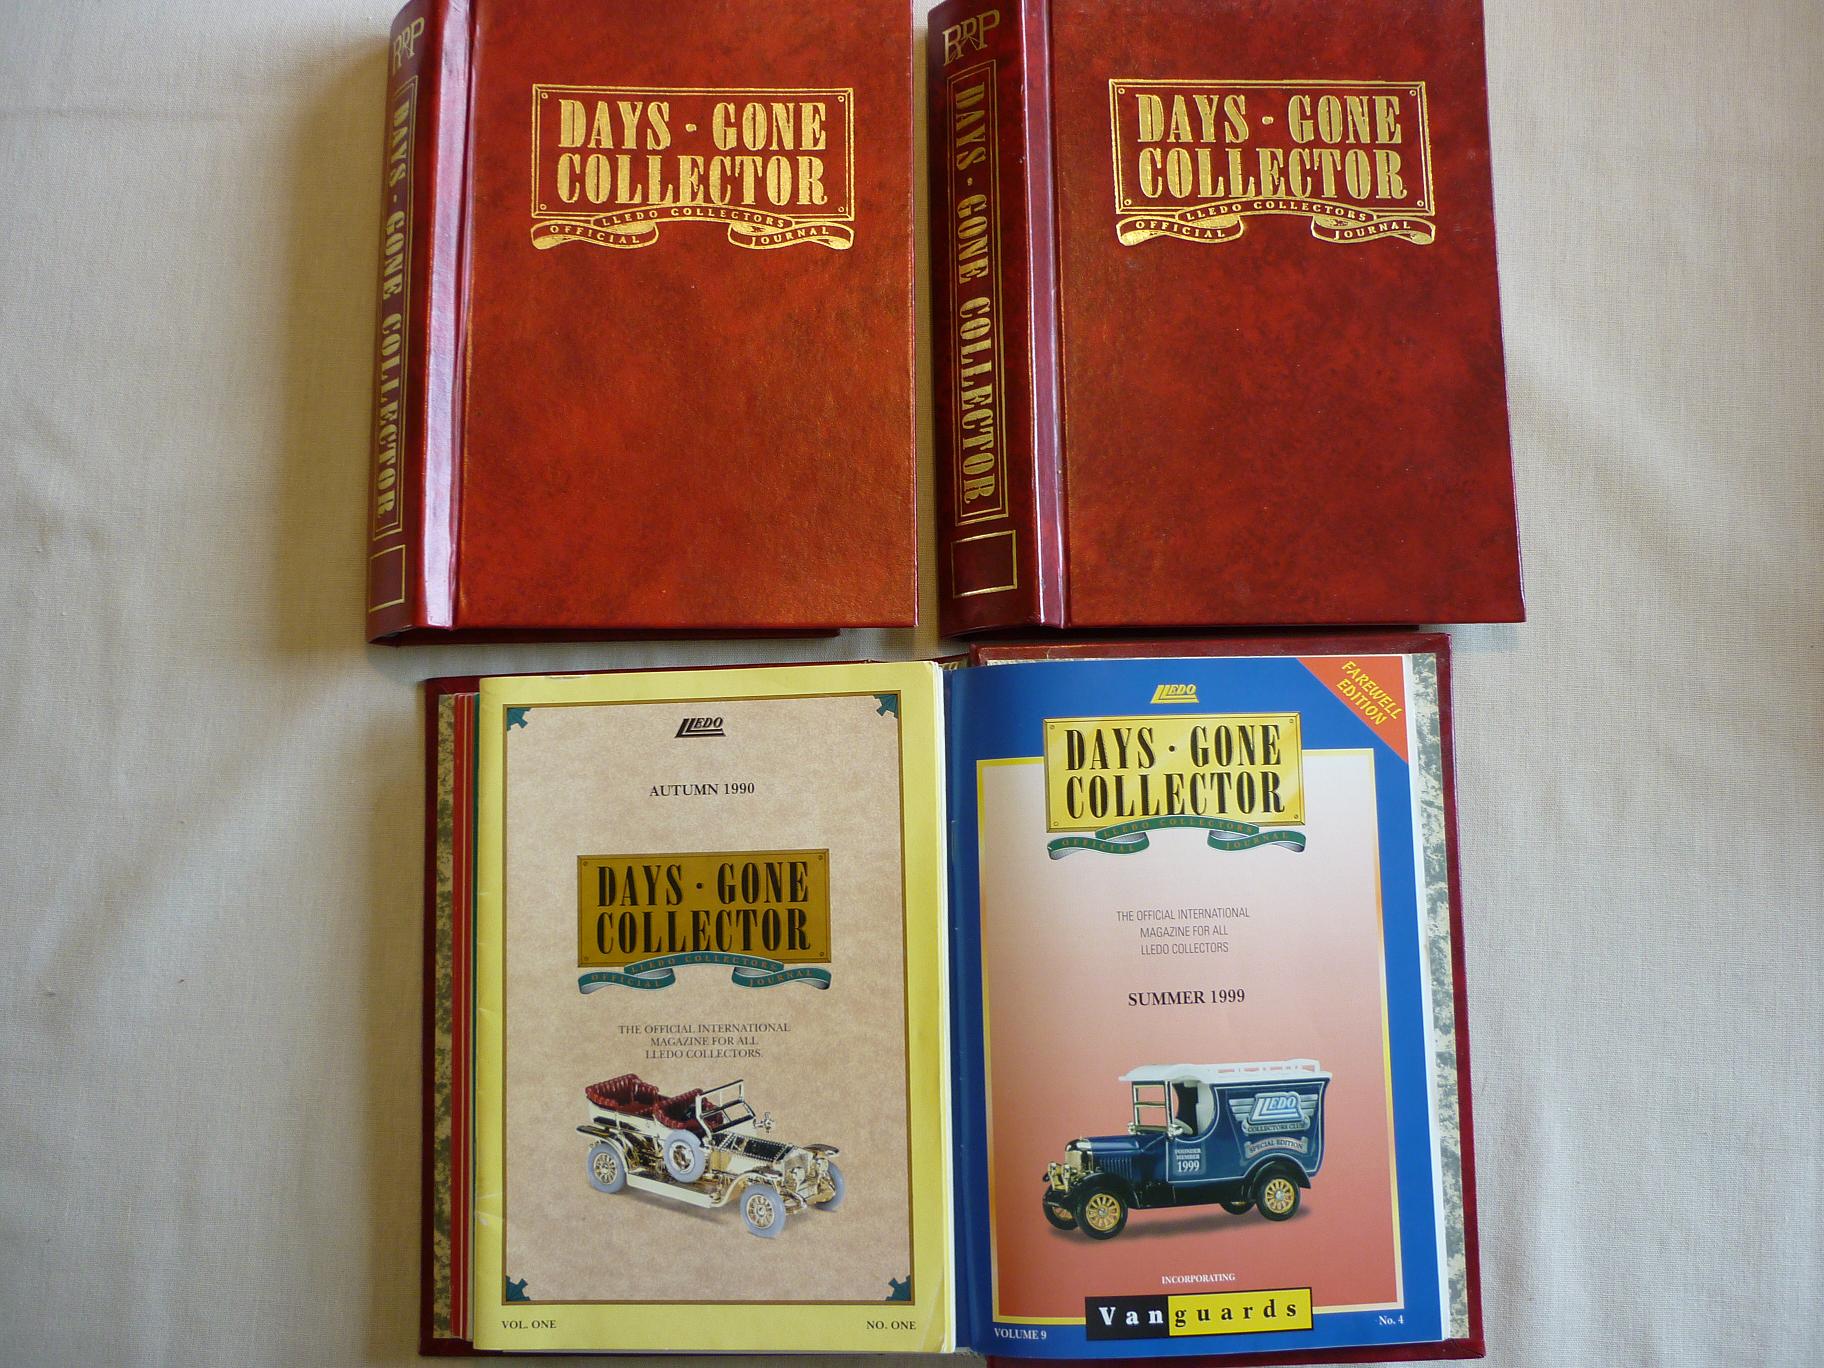 RRP
DAYS · GONE COLLECTOR
DAYS · GONE
COLLECTOR
LLEDO COLLECTORS
OFFICIAL JOURNAL
RRP
DAYS · GONE COLLECTOR
DAYS · GONE
COLLECTOR
LLEDO COLLECTORS
OFFICIAL JOURNAL
LLEDO
AUTUMN 1990
DAYS · GONE
COLLECTOR
LLEDO COLLECTORS
OFFICIAL JOURNAL
THE OFFICIAL INTERNATIONAL
MAGAZINE FOR ALL
LLEDO COLLECTORS.
VOL. ONE NO. ONE
FAREWELL
EDITION
LLEDO
DAYS · GONE
COLLECTOR
LLEDO COLLECTORS
OFFICIAL JOURNAL
THE OFFICIAL INTERNATIONAL
MAGAZINE FOR ALL
LLEDO COLLECTORS
SUMMER 1999
LLEDO
COLLECTORS CLUB
SPECIAL EDITION
FOUNDER
MEMBER
1999
INCORPORATING
Vanguards
VOLUME 9 No. 4